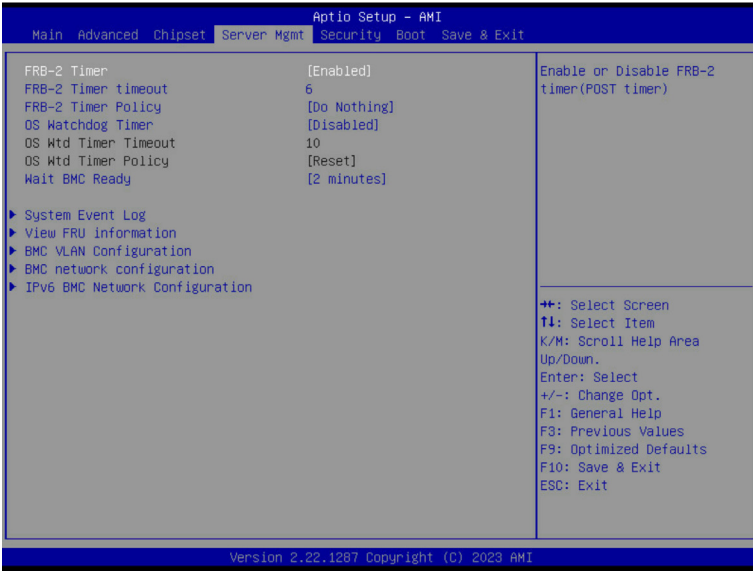 Aptio Setup - AMI
Main Advanced Chipset Server Mgmt Security Boot Save & Exit
FRB-2 Timer [Enabled]
FRB-2 Timer timeout 6
FRB-2 Timer Policy [Do Nothing]
OS Watchdog Timer [Disabled]
OS Wtd Timer Timeout 10
OS Wtd Timer Policy [Reset]
Wait BMC Ready [2 minutes]
System Event Log
View FRU information
BMC VLAN Configuration
BMC network configuration
IPv6 BMC Network Configuration
Enable or Disable FRB-2
timer(POST timer)
→←: Select Screen
↑↓: Select Item
K/M: Scroll Help Area
Up/Down.
Enter: Select
+/-: Change Opt.
F1: General Help
F3: Previous Values
F9: Optimized Defaults
F10: Save & Exit
ESC: Exit
Version 2.22.1287 Copyright (C) 2023 AMI